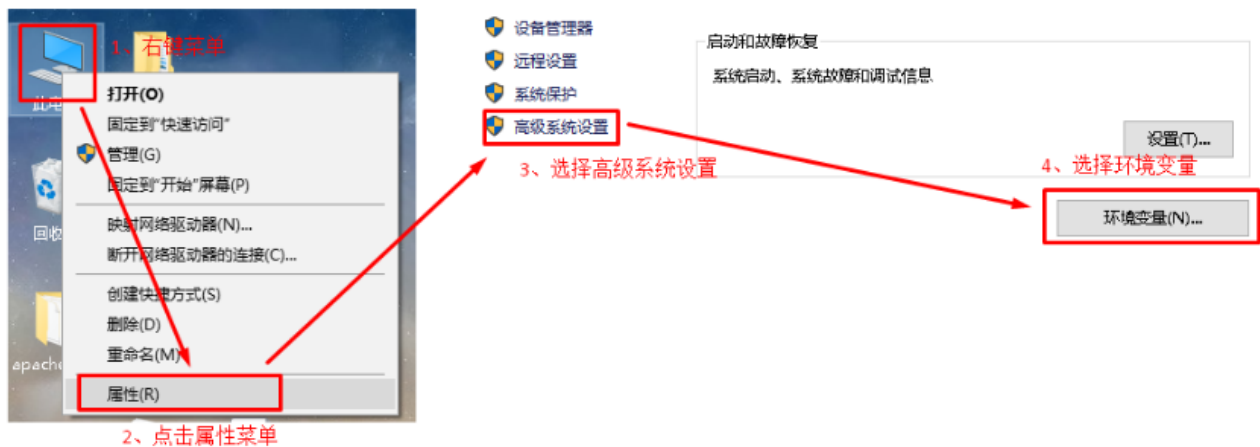 1、右键菜单
此电
打开(O)
固定到"快速访问"
管理(G)
固定到"开始"屏幕(P)
回收
映射网络驱动器(N)...
断开网络驱动器的连接(C)...
创建快捷方式(S)
删除(D)
重命名(M)
apache
属性(R)
2、点击属性菜单
设备管理器
远程设置
系统保护
高级系统设置
3、选择高级系统设置
启动和故障恢复
系统启动、系统故障和调试信息
设置(T)...
4、选择环境变量
环境变量(N)...